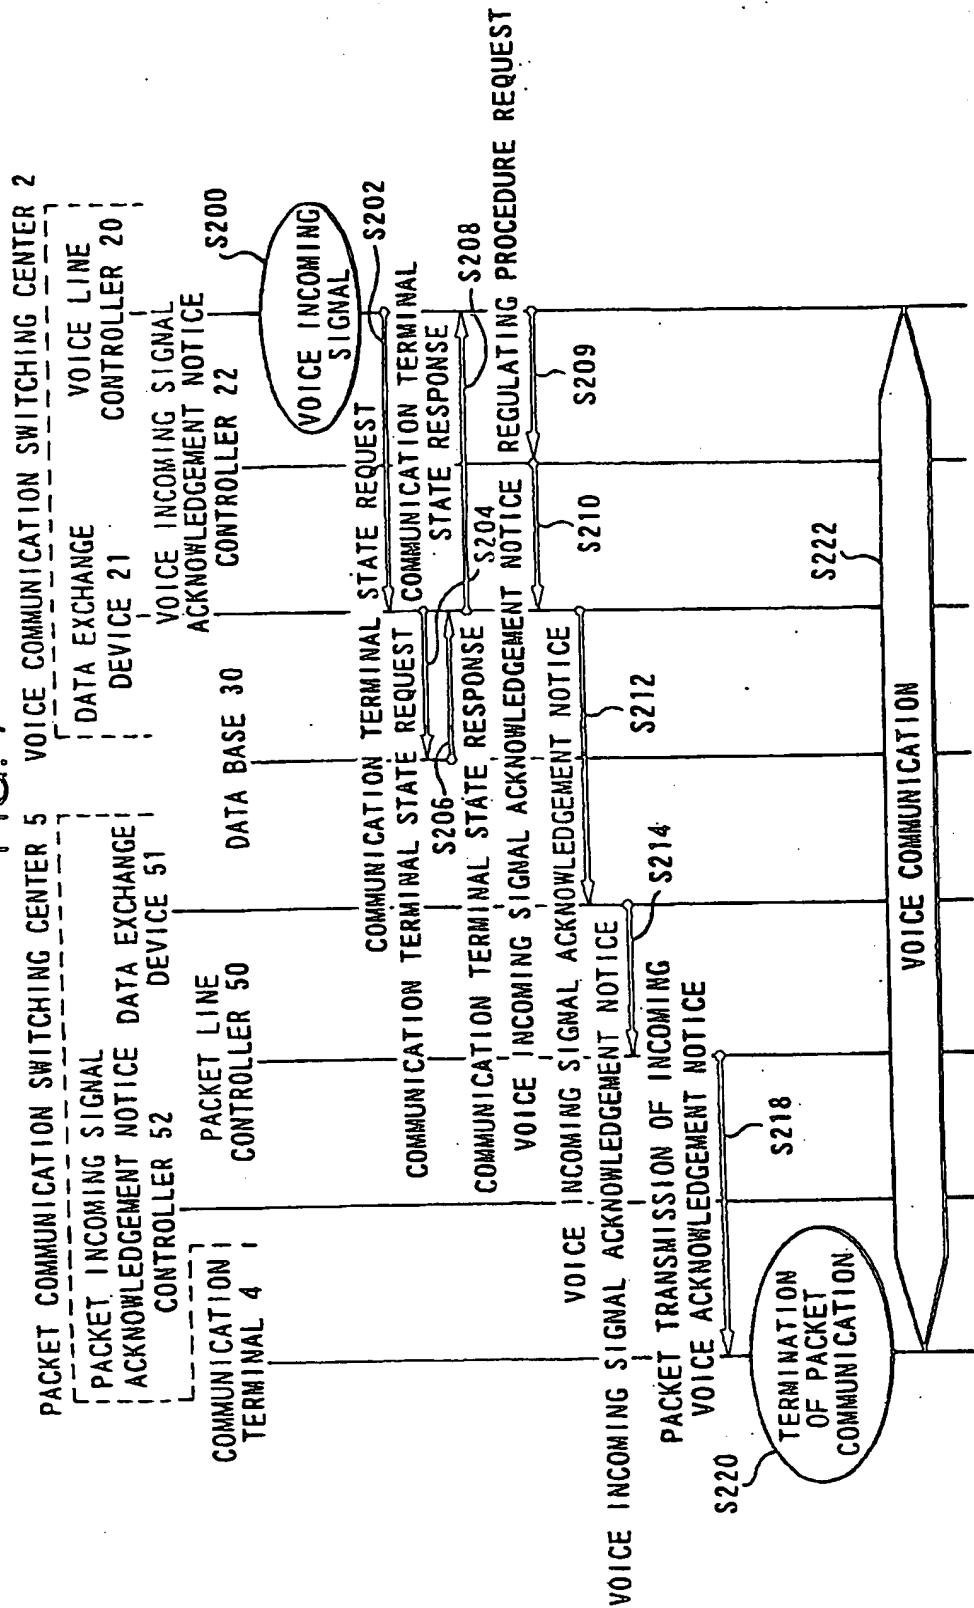 PACKET COMMUNICATION SWITCHING CENTER 5
VOICE COMMUNICATION SWITCHING CENTER 2
PACKET INCOMING SIGNAL
ACKNOWLEDGEMENT NOTICE
CONTROLLER 52
DATA EXCHANGE
DEVICE 51
DATA EXCHANGE
DEVICE 21
VOICE LINE
CONTROLLER 20
COMMUNICATION
TERMINAL 4
PACKET LINE
CONTROLLER 50
DATA BASE 30
VOICE INCOMING SIGNAL
ACKNOWLEDGEMENT NOTICE
CONTROLLER 22
S200
VOICE INCOMING
SIGNAL
COMMUNICATION TERMINAL STATE REQUEST
S202
COMMUNICATION TERMINAL STATE REQUEST
S204
COMMUNICATION TERMINAL
STATE RESPONSE
S206
COMMUNICATION TERMINAL STATE RESPONSE
S208
VOICE INCOMING SIGNAL ACKNOWLEDGEMENT NOTICE
REGULATING PROCEDURE REQUEST
S209
S210
VOICE INCOMING SIGNAL ACKNOWLEDGEMENT NOTICE
S212
VOICE INCOMING SIGNAL ACKNOWLEDGEMENT NOTICE
S214
PACKET TRANSMISSION OF INCOMING
VOICE ACKNOWLEDGEMENT NOTICE
S218
S220
TERMINATION
OF PACKET
COMMUNICATION
S222
VOICE COMMUNICATION